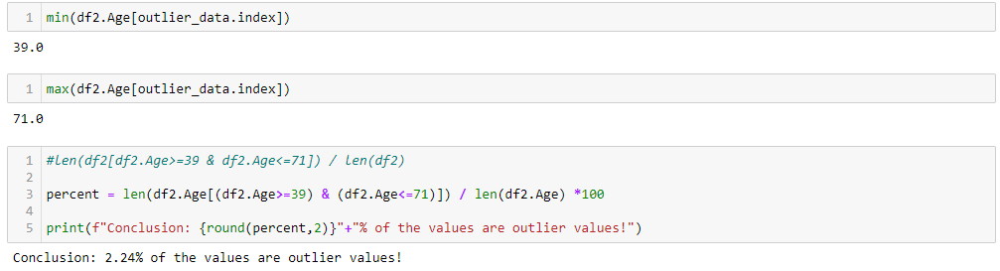 1 min(df2.Age[outlier_data.index])
39.0
1 max(df2.Age[outlier_data.index])
71.0
1 #len(df2[df2.Age>=39 & df2.Age<=71]) / len(df2)
2
3 percent = len(df2.Age[(df2.Age>=39) & (df2.Age<=71)]) / len(df2.Age) *100
4
5 print(f"Conclusion: {round(percent,2)}"+"% of the values are outlier values!")
Conclusion: 2.24% of the values are outlier values!